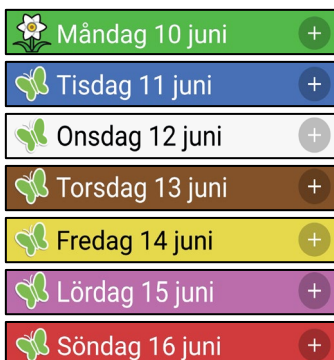 Måndag 10 juni +
Tisdag 11 juni +
Onsdag 12 juni +
Torsdag 13 juni +
Fredag 14 juni +
Lördag 15 juni +
Söndag 16 juni +